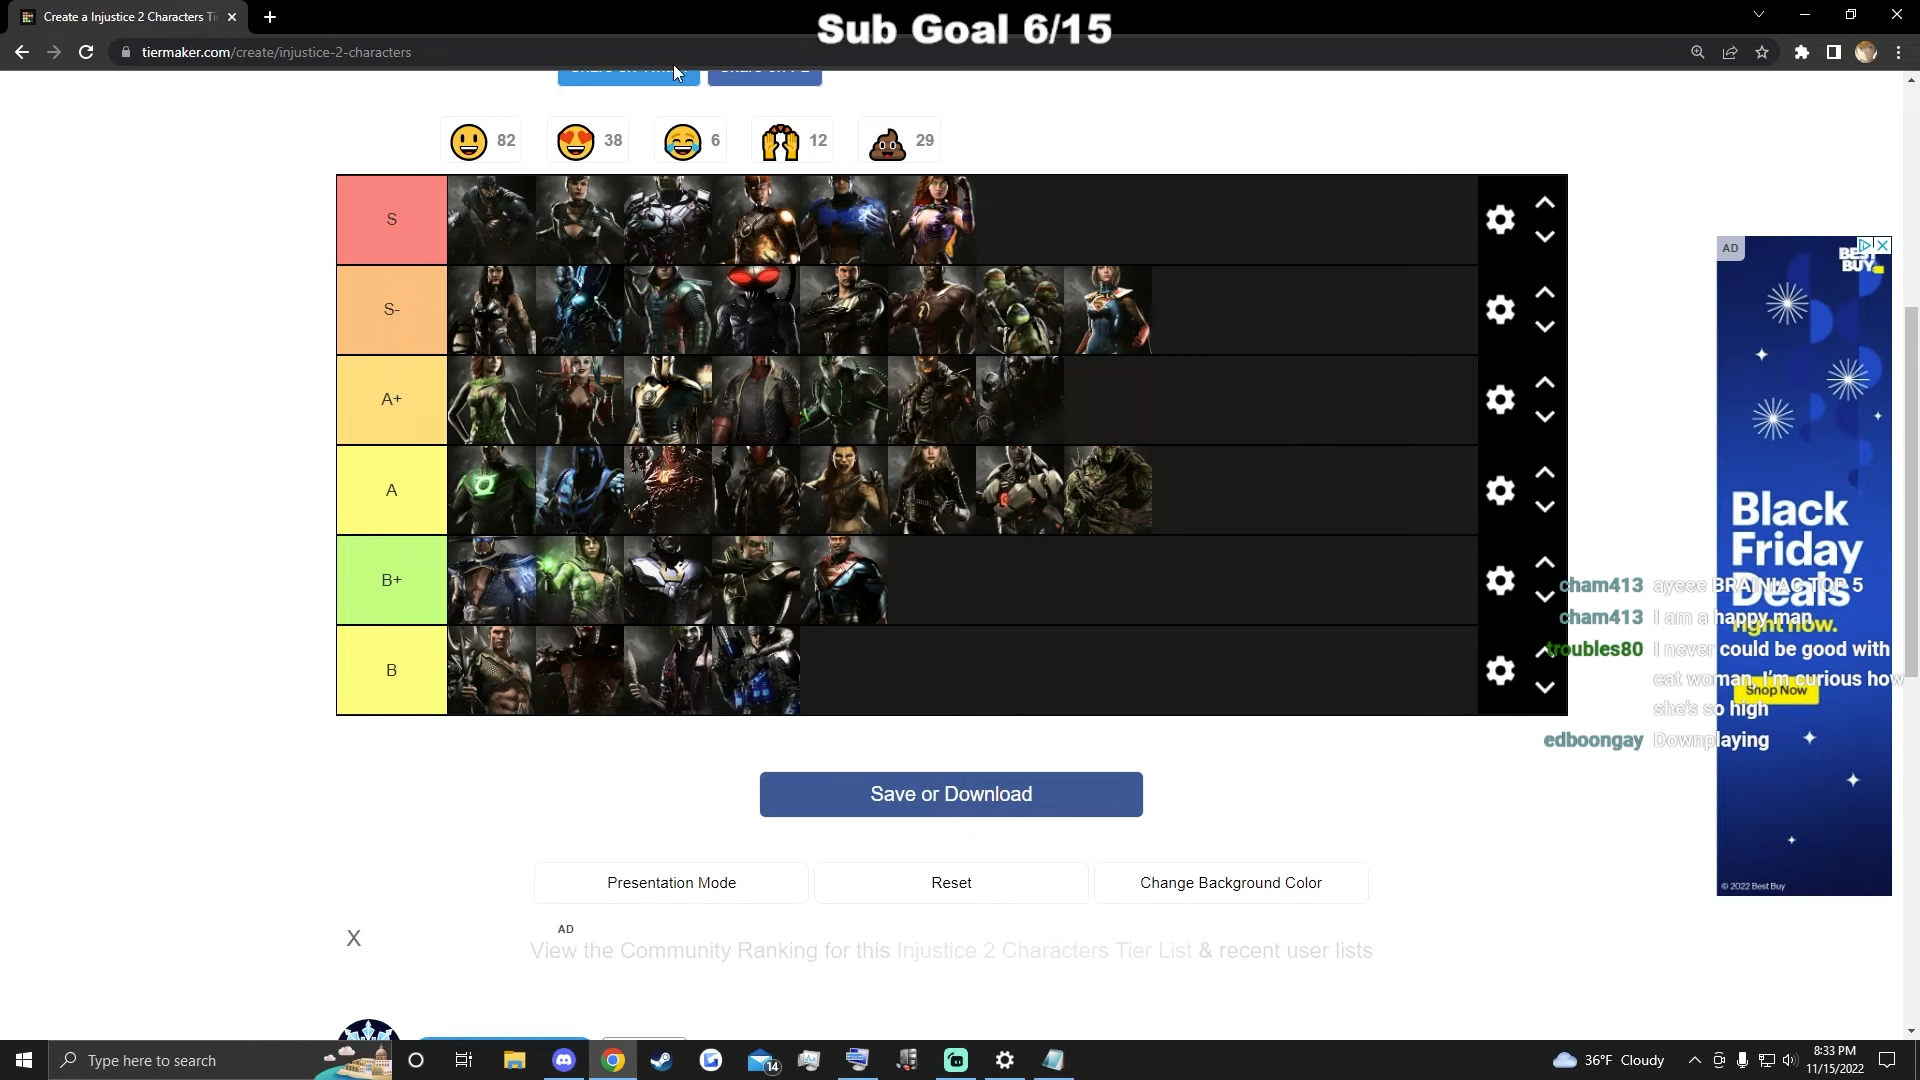 Create a Injustice 2 Characters Ti
Sub Goal 6/15
tiermaker.com/create/injustice-2-characters
82
38
6
12
29
S
S-
A+
A
B+
B
AD
BEST
BUY
Black
Friday
Deals
right now.
Shop Now
© 2022 Best Buy
cham413 ayeee BRAINIAC TOP 5
cham413 I am a happy man
troubles80 I never could be good with
cat woman, I'm curious how
she's so high
edboongay Downplaying
Save or Download
Presentation Mode
Reset
Change Background Color
X
AD
View the Community Ranking for this Injustice 2 Characters Tier List & recent user lists
Type here to search
14
36°F Cloudy
8:33 PM
11/15/2022